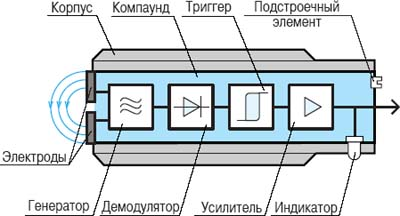 Корпус
Компаунд
Триггер
Подстроечный
элемент
Электроды
Генератор
Демодулятор
Усилитель
Индикатор